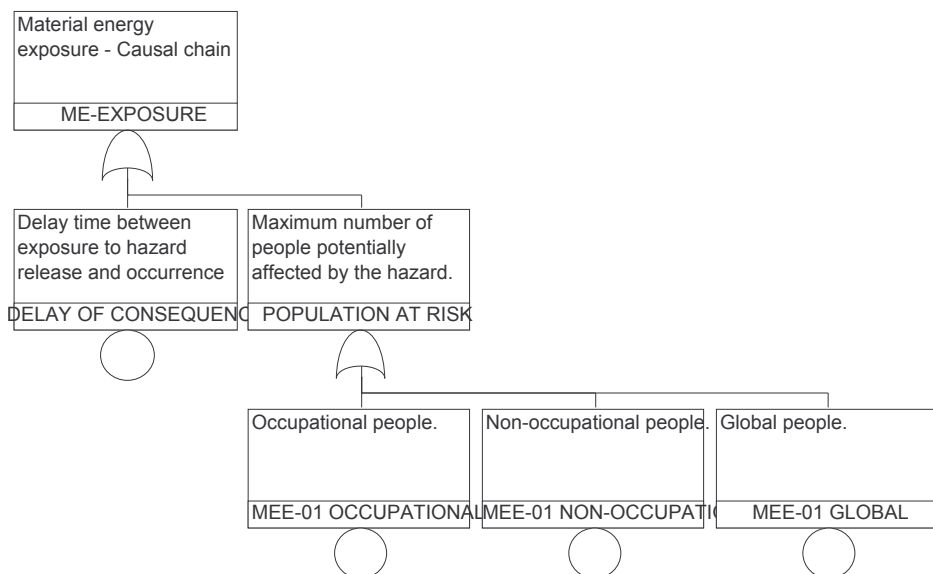 Material energy
exposure - Causal chain
ME-EXPOSURE
Delay time between
exposure to hazard
release and occurrence
DELAY OF CONSEQUENC
Maximum number of
people potentially
affected by the hazard.
POPULATION AT RISK
Occupational people.
MEE-01 OCCUPATIONAL
Non-occupational people.
MEE-01 NON-OCCUPATI
Global people.
MEE-01 GLOBAL